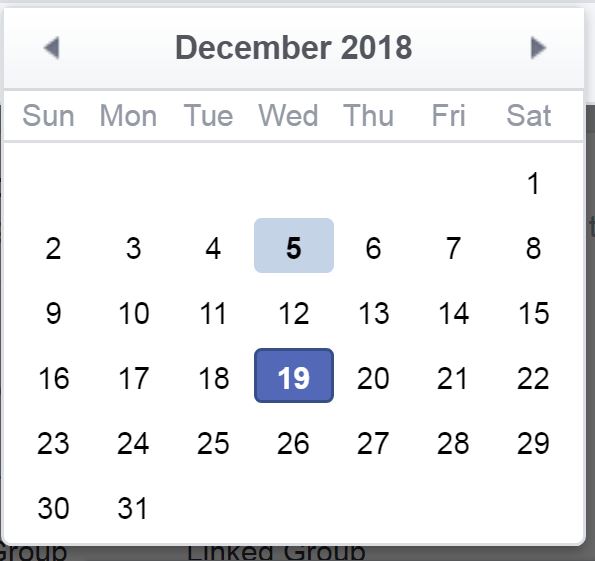 December 2018
Sun Mon Tue Wed Thu Fri Sat
1
2 3 4 5 6 7 8
9 10 11 12 13 14 15
16 17 18 19 20 21 22
23 24 25 26 27 28 29
30 31
Group Linked Group